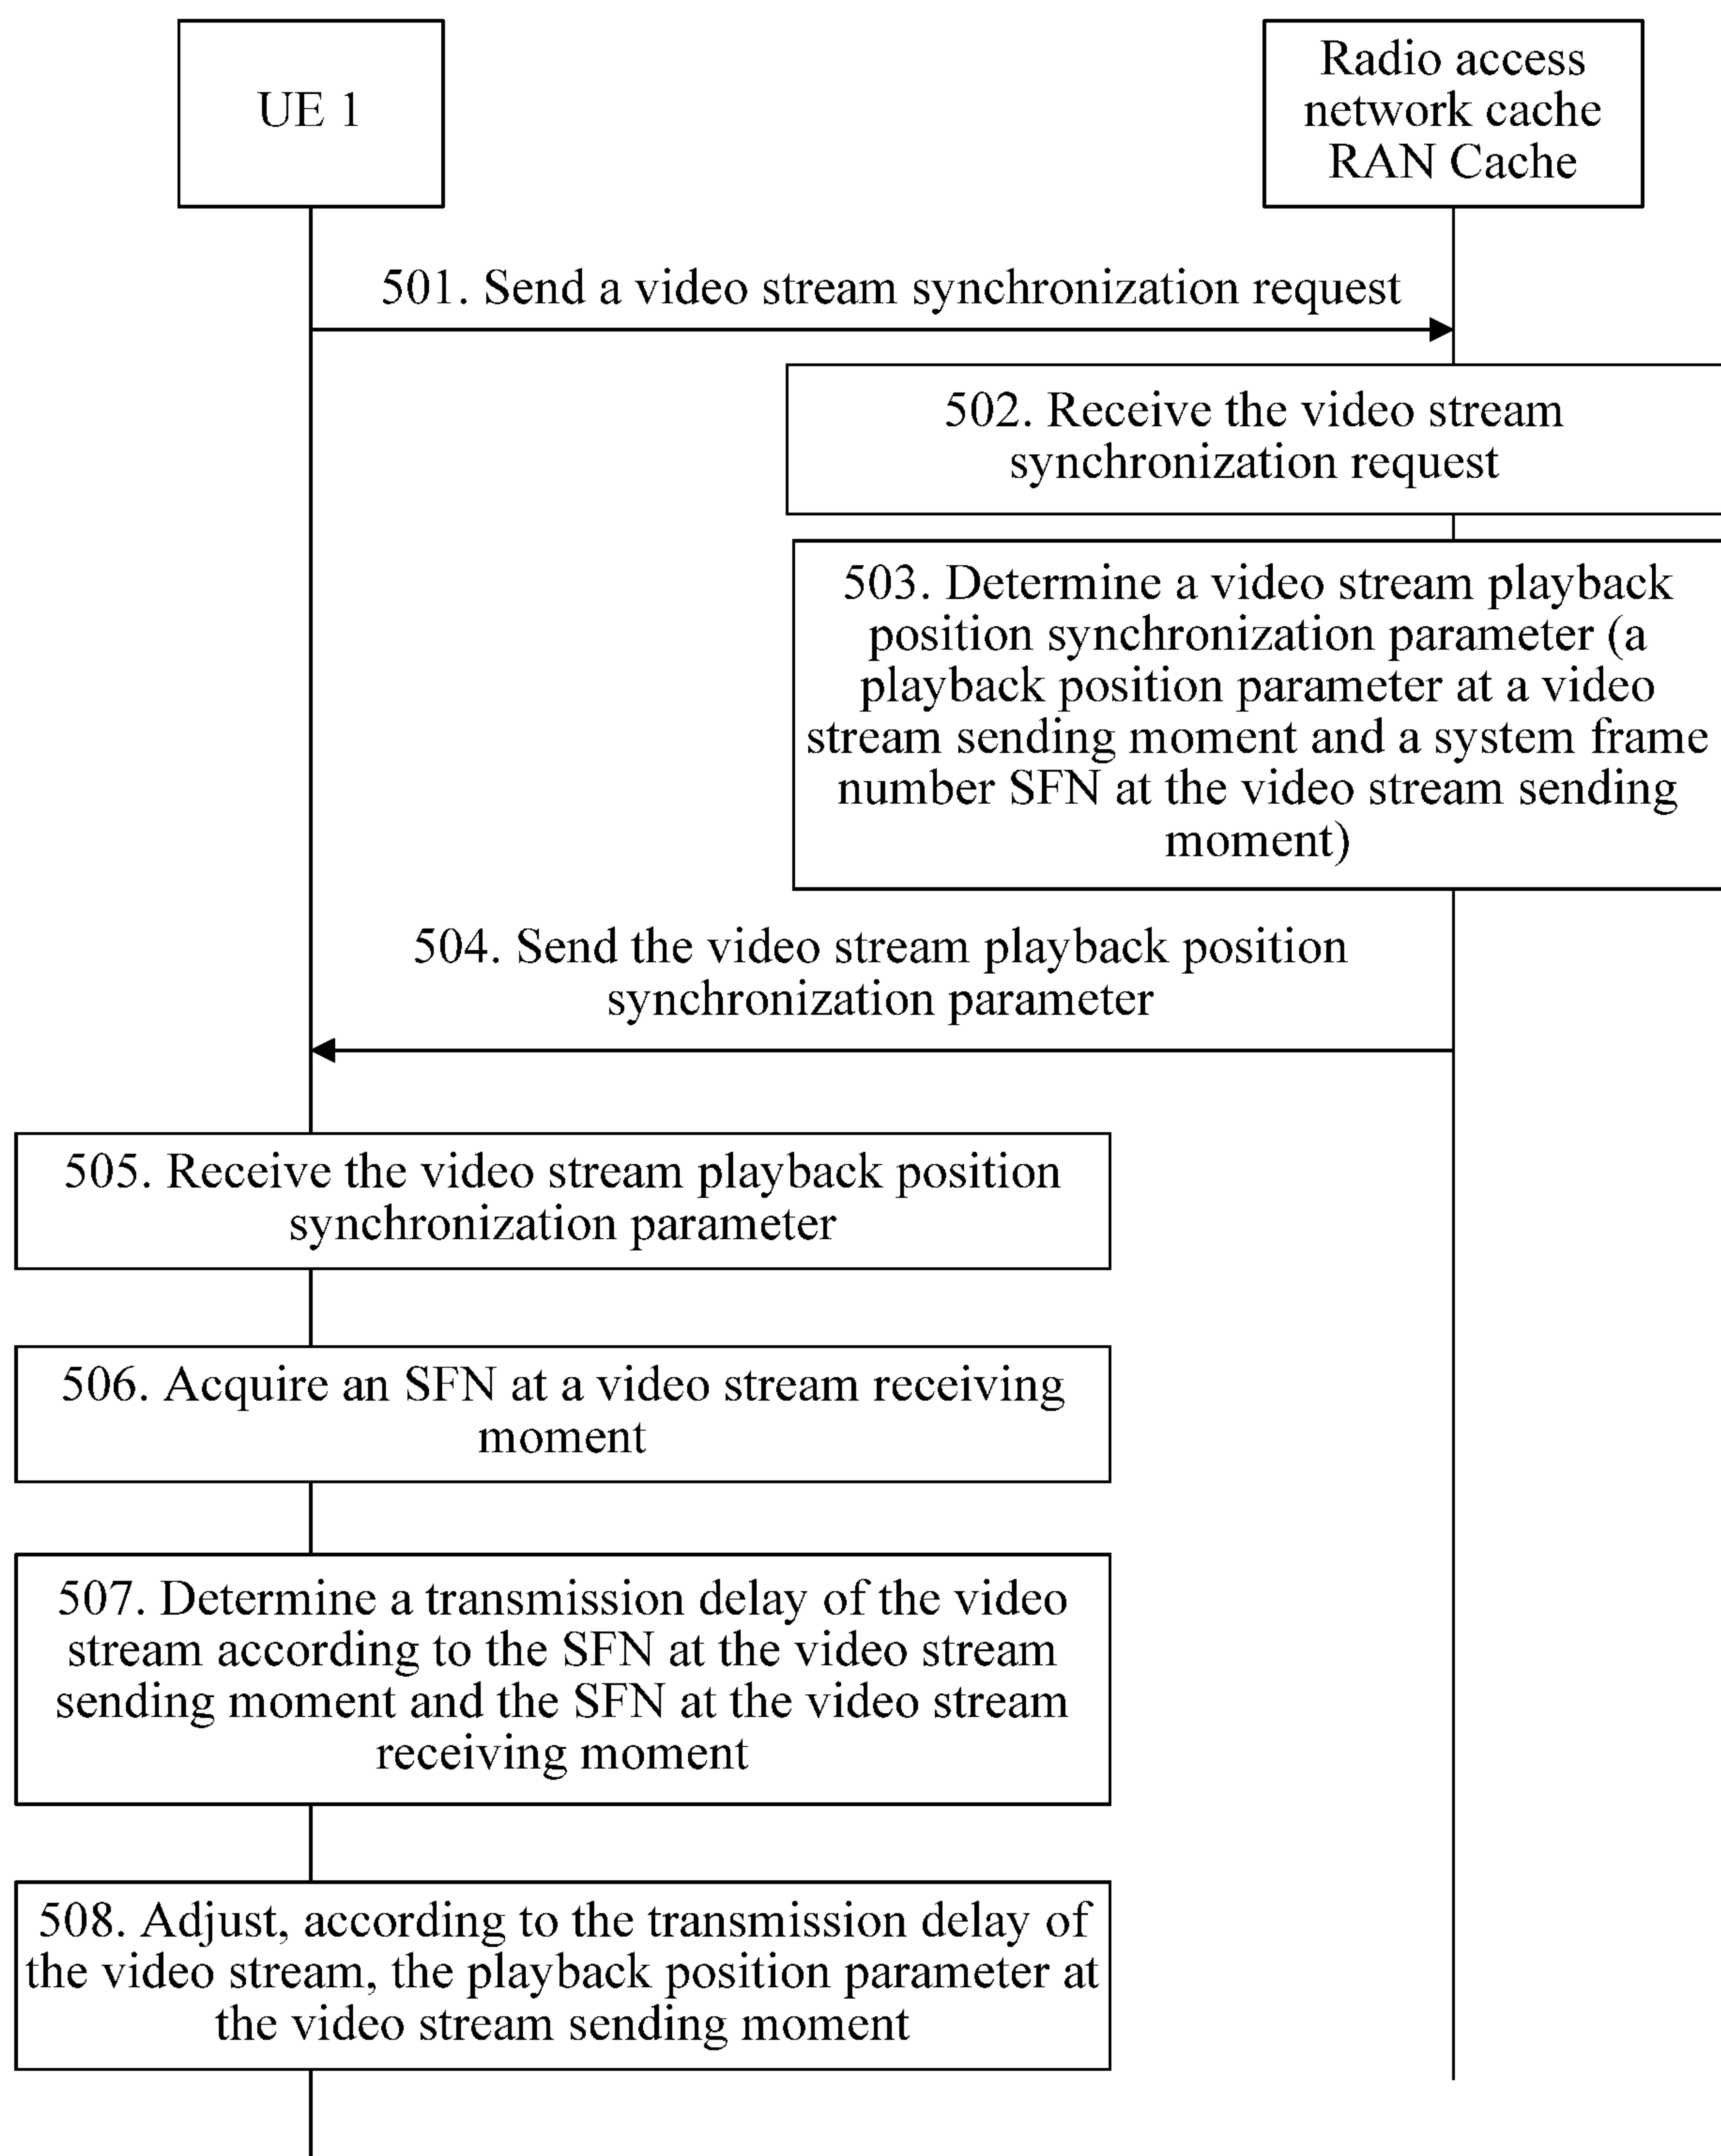 UE 1
Radio access
network cache
RAN Cache
501. Send a video stream synchronization request
502. Receive the video stream
synchronization request
503. Determine a video stream playback
position synchronization parameter (a
playback position parameter at a video
stream sending moment and a system frame
number SFN at the video stream sending
moment)
504. Send the video stream playback position
synchronization parameter
505. Receive the video stream playback position
synchronization parameter
506. Acquire an SFN at a video stream receiving
moment
507. Determine a transmission delay of the video
stream according to the SFN at the video stream
sending moment and the SFN at the video stream
receiving moment
508. Adjust, according to the transmission delay of
the video stream, the playback position parameter at
the video stream sending moment